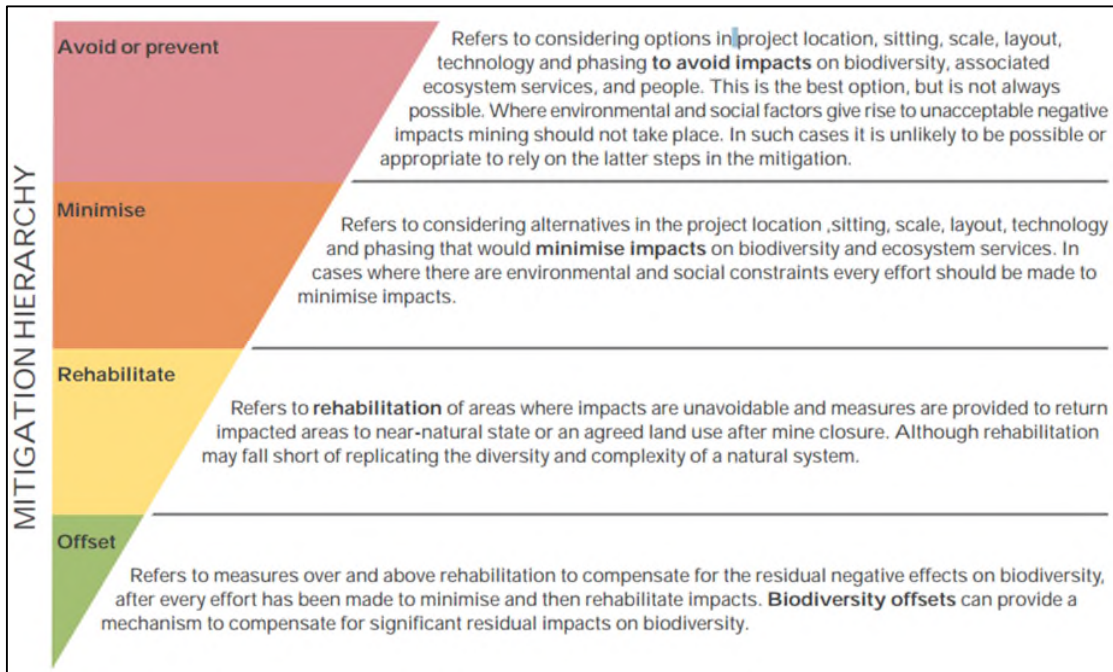 MITIGATION HIERARCHY
Avoid or prevent
Refers to considering options in project location, sitting, scale, layout,
technology and phasing to avoid impacts on biodiversity, associated
ecosystem services, and people. This is the best option, but is not always
possible. Where environmental and social factors give rise to unacceptable negative
impacts mining should not take place. In such cases it is unlikely to be possible or
appropriate to rely on the latter steps in the mitigation.
Minimise
Refers to considering alternatives in the project location ,sitting, scale, layout, technology
and phasing that would minimise impacts on biodiversity and ecosystem services. In
cases where there are environmental and social constraints every effort should be made to
minimise impacts.
Rehabilitate
Refers to rehabilitation of areas where impacts are unavoidable and measures are provided to return
impacted areas to near-natural state or an agreed land use after mine closure. Although rehabilitation
may fall short of replicating the diversity and complexity of a natural system.
Offset
Refers to measures over and above rehabilitation to compensate for the residual negative effects on biodiversity,
after every effort has been made to minimise and then rehabilitate impacts. Biodiversity offsets can provide a
mechanism to compensate for significant residual impacts on biodiversity.